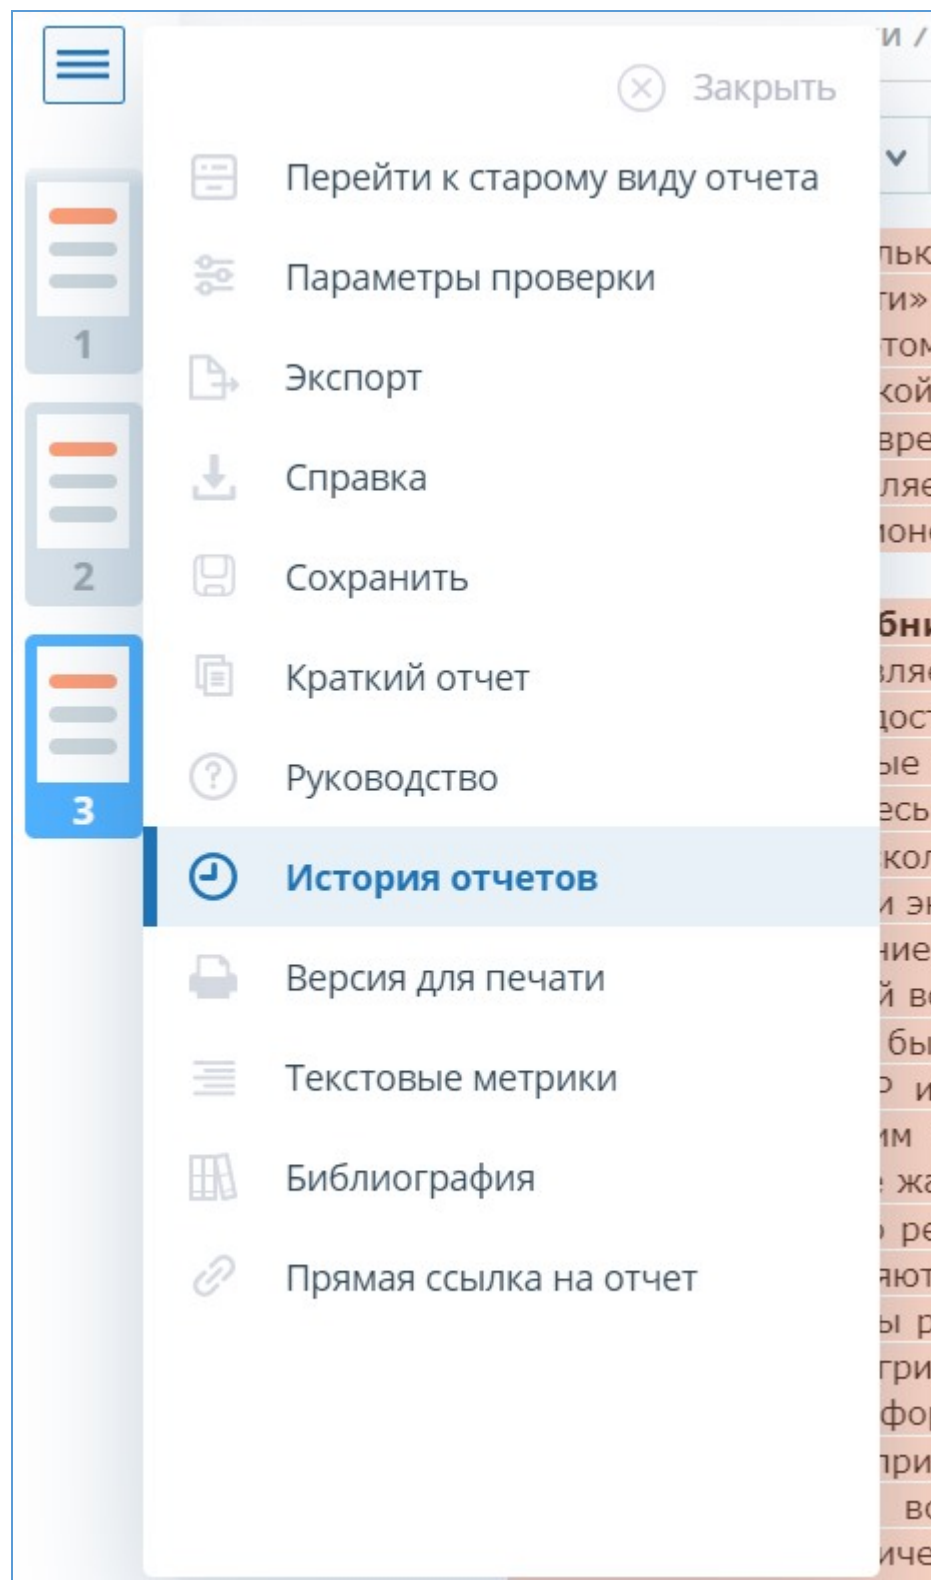 Закрыть
Перейти к старому виду отчета
Параметры проверки
Экспорт
Справка
Сохранить
Краткий отчет
Руководство
История отчетов
Версия для печати
Текстовые метрики
Библиография
Прямая ссылка на отчет
1
2
3